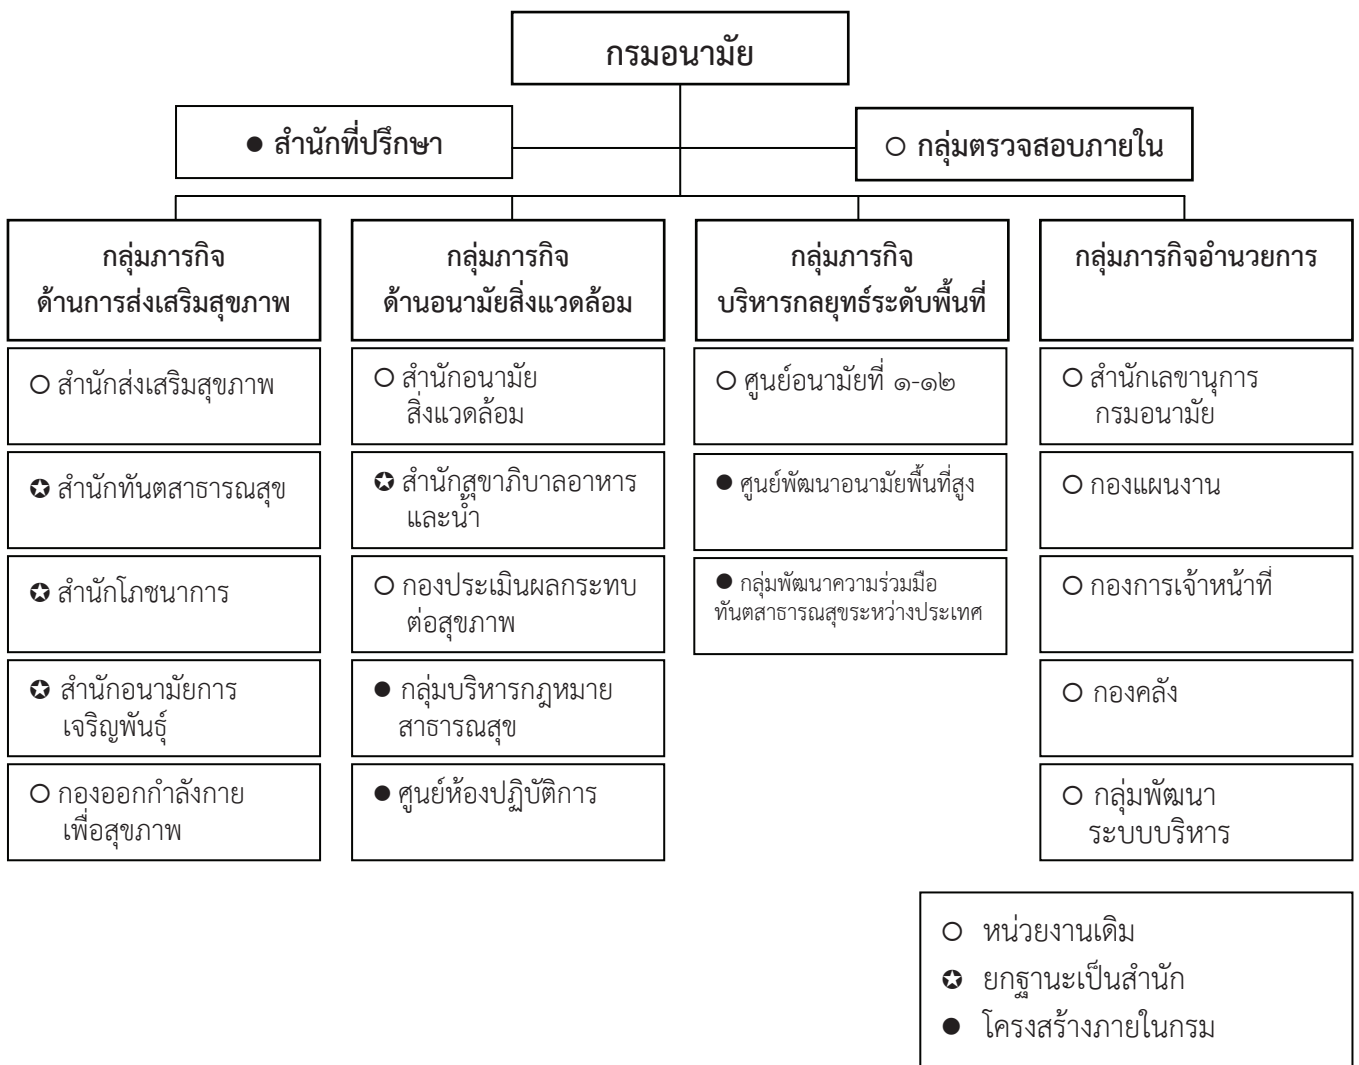 กรมอนามัย
● สำนักที่ปรึกษา
○ กลุ่มตรวจสอบภายใน
กลุ่มภารกิจ
ด้านการส่งเสริมสุขภาพ
○ สำนักส่งเสริมสุขภาพ
✪ สำนักทันตสาธารณสุข
✪ สำนักโภชนาการ
✪ สำนักอนามัยการ
เจริญพันธุ์
○ กองออกกำลังกาย
เพื่อสุขภาพ
กลุ่มภารกิจ
ด้านอนามัยสิ่งแวดล้อม
○ สำนักอนามัย
สิ่งแวดล้อม
✪ สำนักสุขาภิบาลอาหาร
และน้ำ
○ กองประเมินผลกระทบ
ต่อสุขภาพ
● กลุ่มบริหารกฎหมาย
สาธารณสุข
● ศูนย์ห้องปฏิบัติการ
กลุ่มภารกิจ
บริหารกลยุทธ์ระดับพื้นที่
○ ศูนย์อนามัยที่ ๑-๑๒
● ศูนย์พัฒนาอนามัยพื้นที่สูง
● กลุ่มพัฒนาความร่วมมือ
ทันตสาธารณสุขระหว่างประเทศ
กลุ่มภารกิจอำนวยการ
○ สำนักเลขานุการ
กรมอนามัย
○ กองแผนงาน
○ กองการเจ้าหน้าที่
○ กองคลัง
○ กลุ่มพัฒนา
ระบบบริหาร
○ หน่วยงานเดิม
✪ ยกฐานะเป็นสำนัก
● โครงสร้างภายในกรม